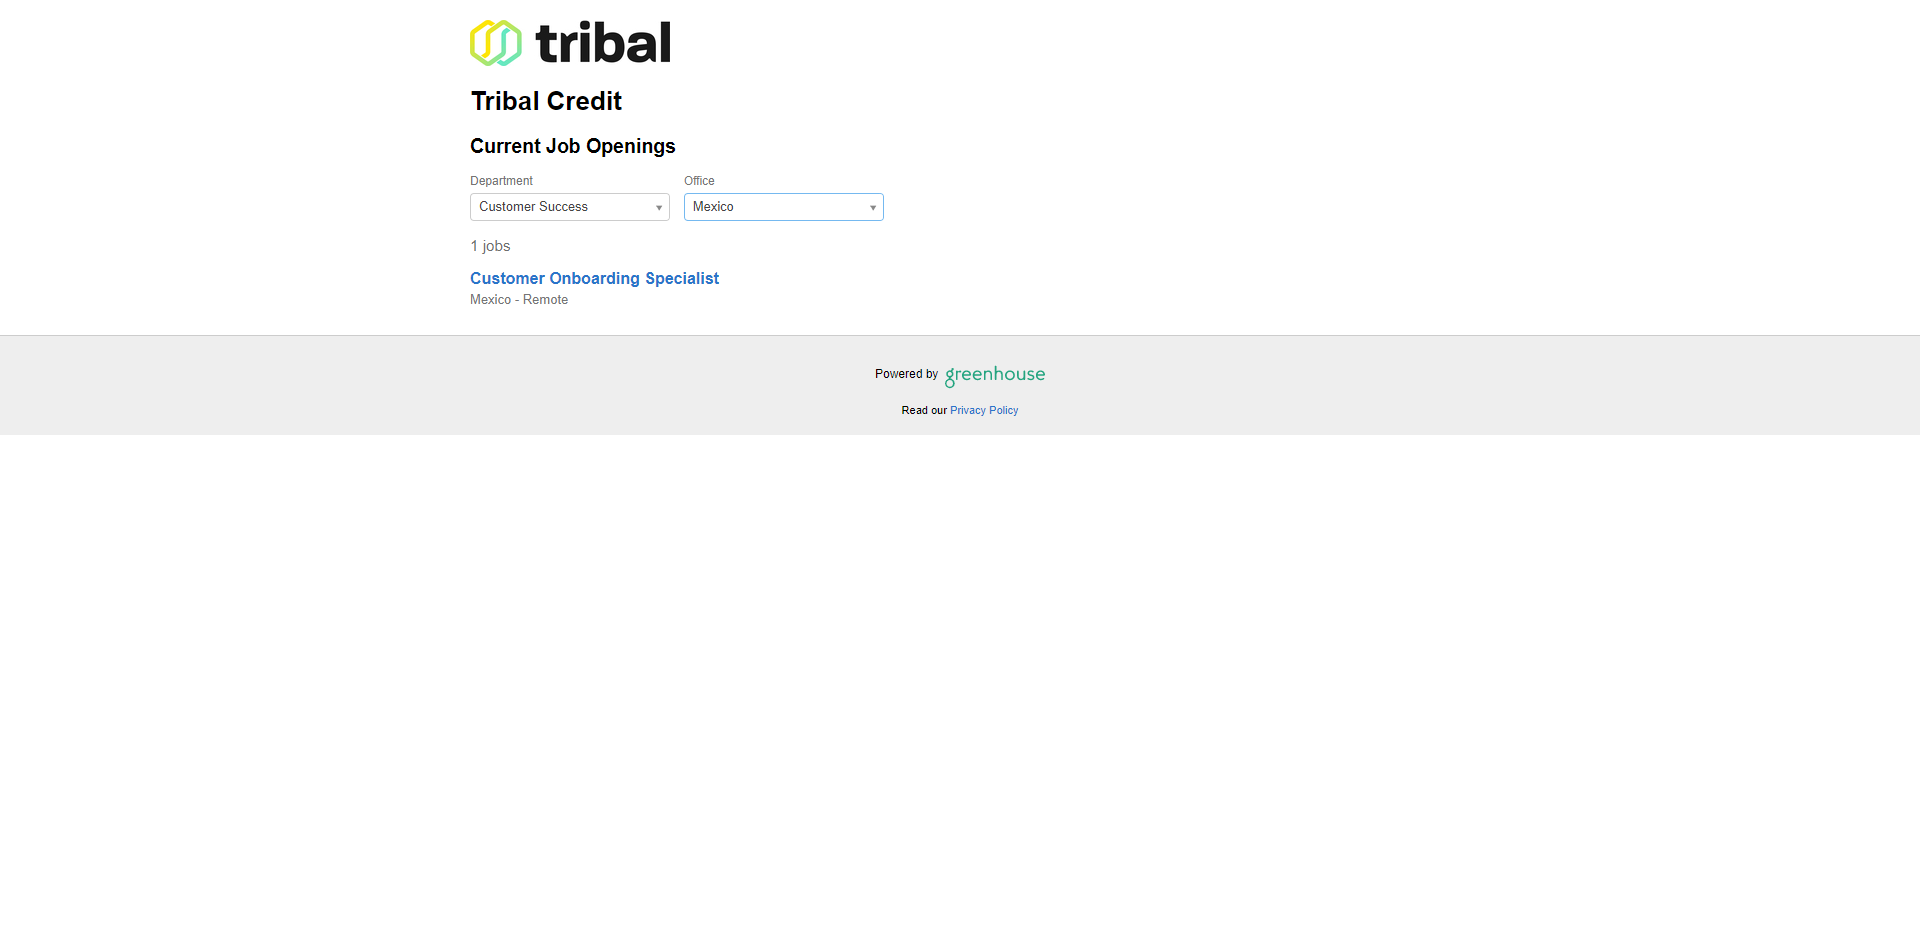 tribal
Tribal Credit
Current Job Openings
Department
Office
Customer Success
Mexico
1 jobs
Customer Onboarding Specialist
Mexico - Remote
Powered by greenhouse
Read our Privacy Policy